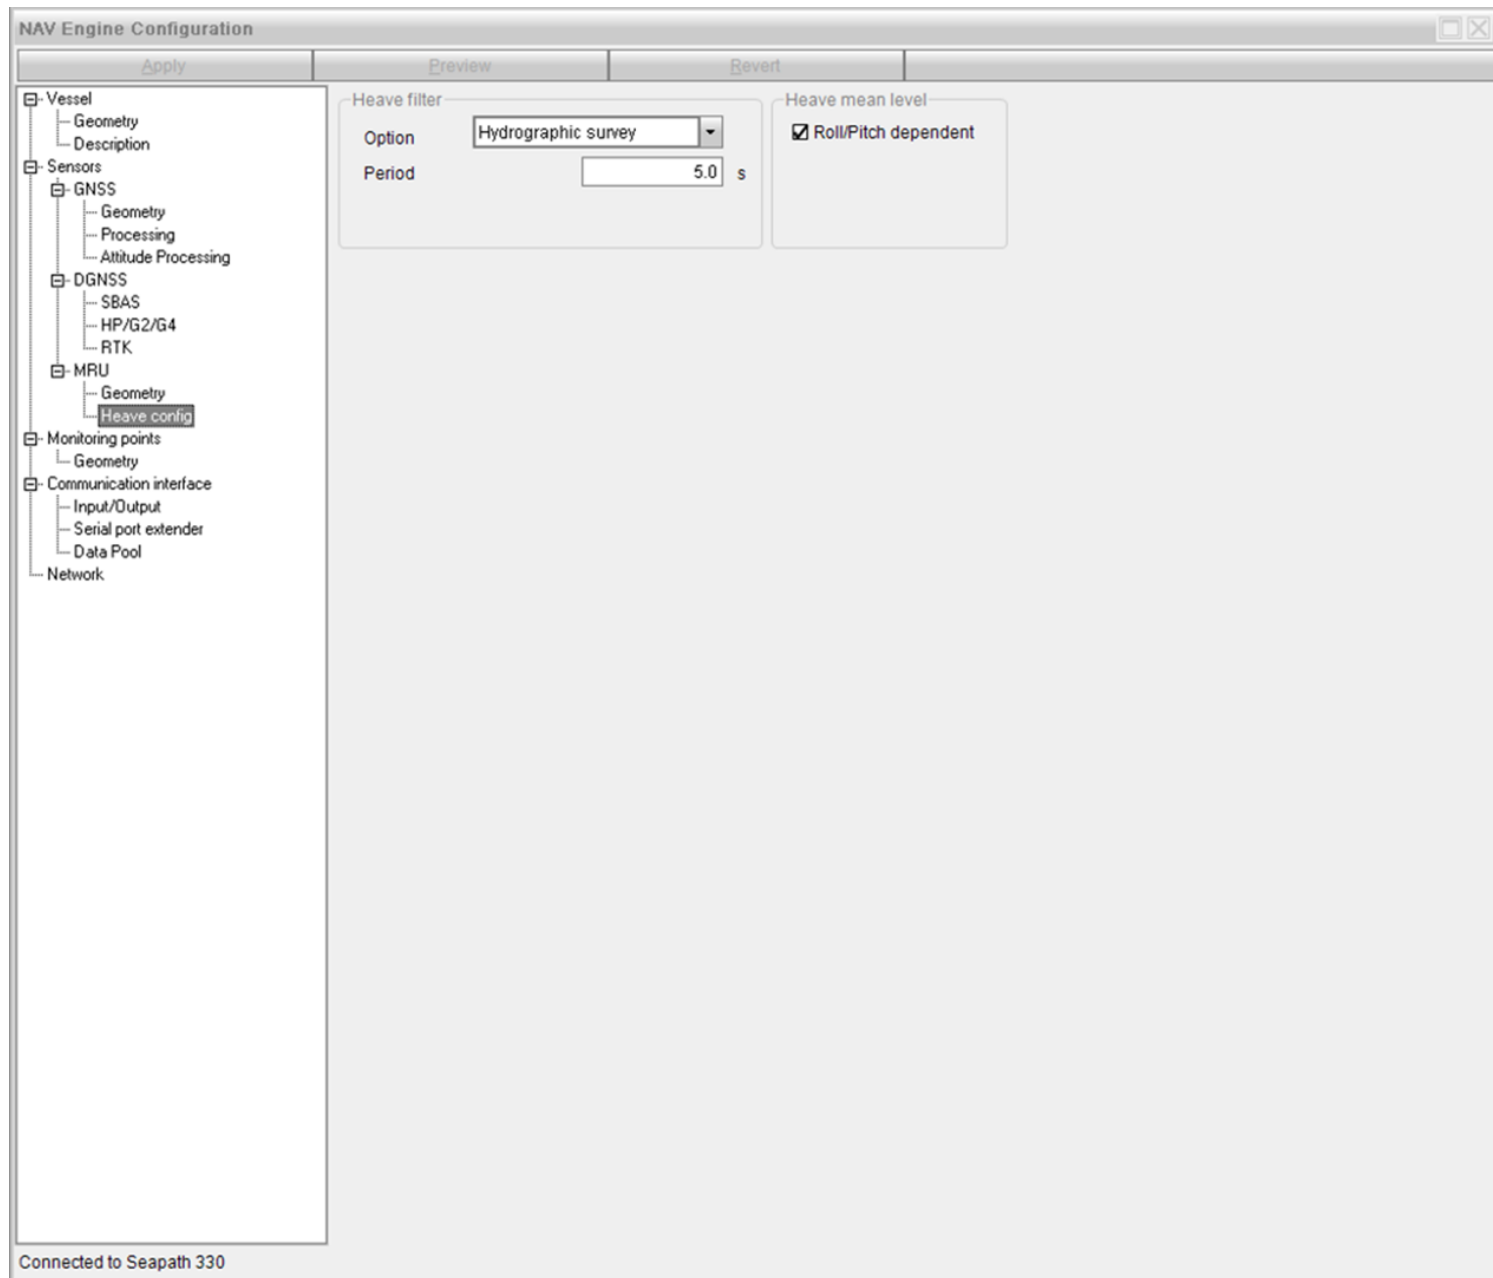 NAV Engine Configuration
Apply Preview Revert
Vessel
Geometry
Description
Sensors
GNSS
Geometry
Processing
Attitude Processing
DGNSS
SBAS
HP/G2/G4
RTK
MRU
Geometry
Heave config
Monitoring points
Geometry
Communication interface
Input/Output
Serial port extender
Data Pool
Network
Heave filter
Option Hydrographic survey
Period 5.0 s
Heave mean level
Roll/Pitch dependent
Connected to Seapath 330